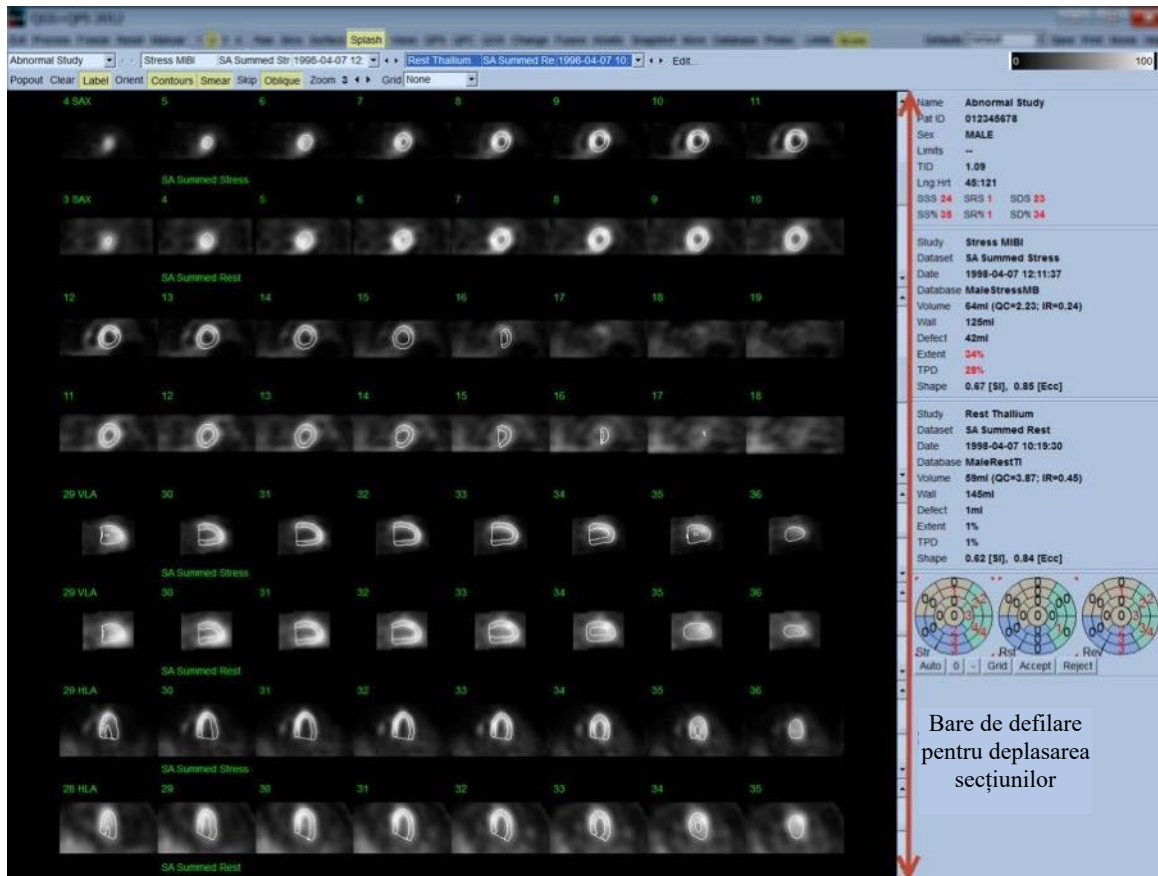 QGS+QPS 2012
Splash
Abnormal Study Stress MIBI SA Summed Str 1998-04-07 12: Rest Thallium SA Summed Re 1998-04-07 10: Edit...
Popout Clear Label Orient Contours Smear Skip Oblique Zoom 3 Grid None
0 100
4 SAX 5 6 7 8 9 10 11
SA Summed Stress
3 SAX 4 5 6 7 8 9 10
SA Summed Rest
12 13 14 15 16 17 18 19
11 12 13 14 15 16 17 18
29 VLA 30 31 32 33 34 35 36
SA Summed Stress
29 VLA 30 31 32 33 34 35 36
SA Summed Rest
29 HLA 30 31 32 33 34 35 36
SA Summed Stress
28 HLA 29 30 31 32 33 34 35
SA Summed Rest
Name Abnormal Study
Pat ID 012345678
Sex MALE
Limits --
TID 1.09
Lng:Hrt 45:121
SSS 24 SRS 1 SDS 23
SS% 35 SR% 1 SD% 34
Study Stress MIBI
Dataset SA Summed Stress
Date 1998-04-07 12:11:37
Database MaleStressMB
Volume 64ml (QC=2.23; IR=0.24)
Wall 125ml
Defect 42ml
Extent 34%
TPD 28%
Shape 0.67 [SI], 0.85 [Ecc]
Study Rest Thallium
Dataset SA Summed Rest
Date 1998-04-07 10:19:30
Database MaleRestTl
Volume 59ml (QC=3.87; IR=0.45)
Wall 145ml
Defect 1ml
Extent 1%
TPD 1%
Shape 0.62 [SI], 0.84 [Ecc]
Str Rst Rev
Auto 0 - Grid Accept Reject
Bare de defilare
pentru deplasarea
secțiunilor